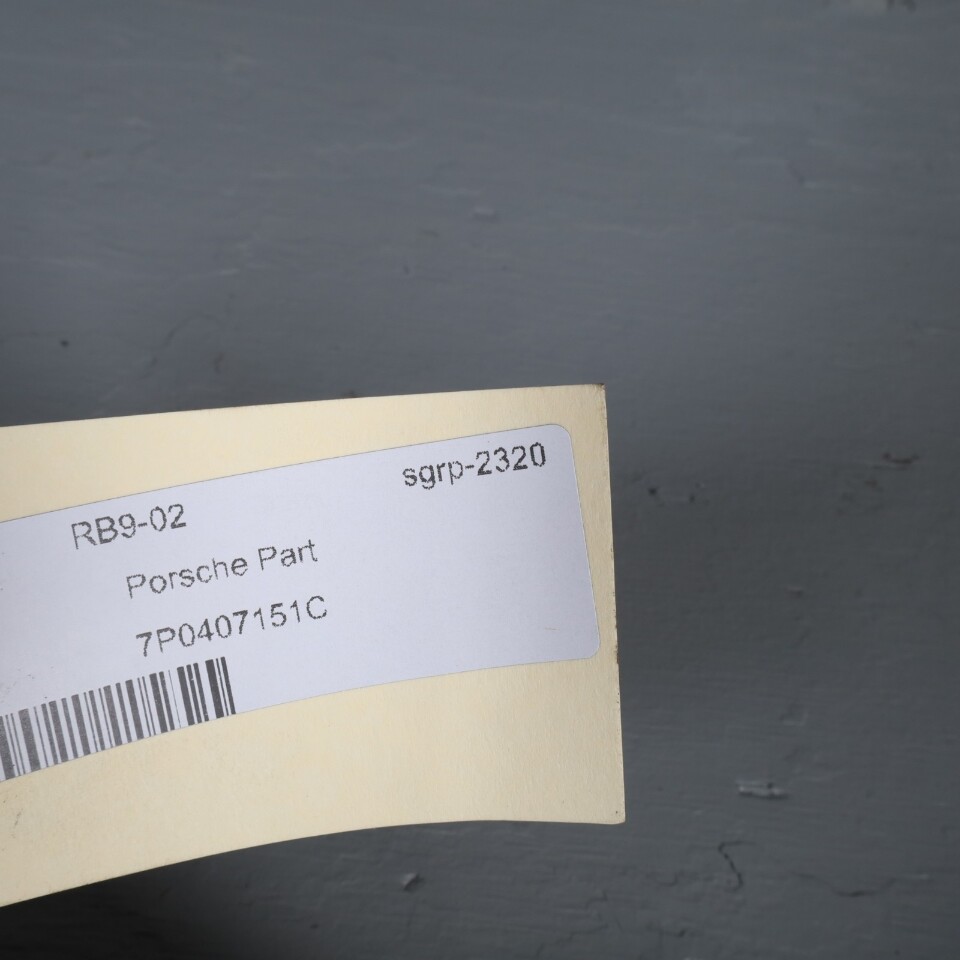 sgrp-2320
RB9-02
Porsche Part
7P0407151C